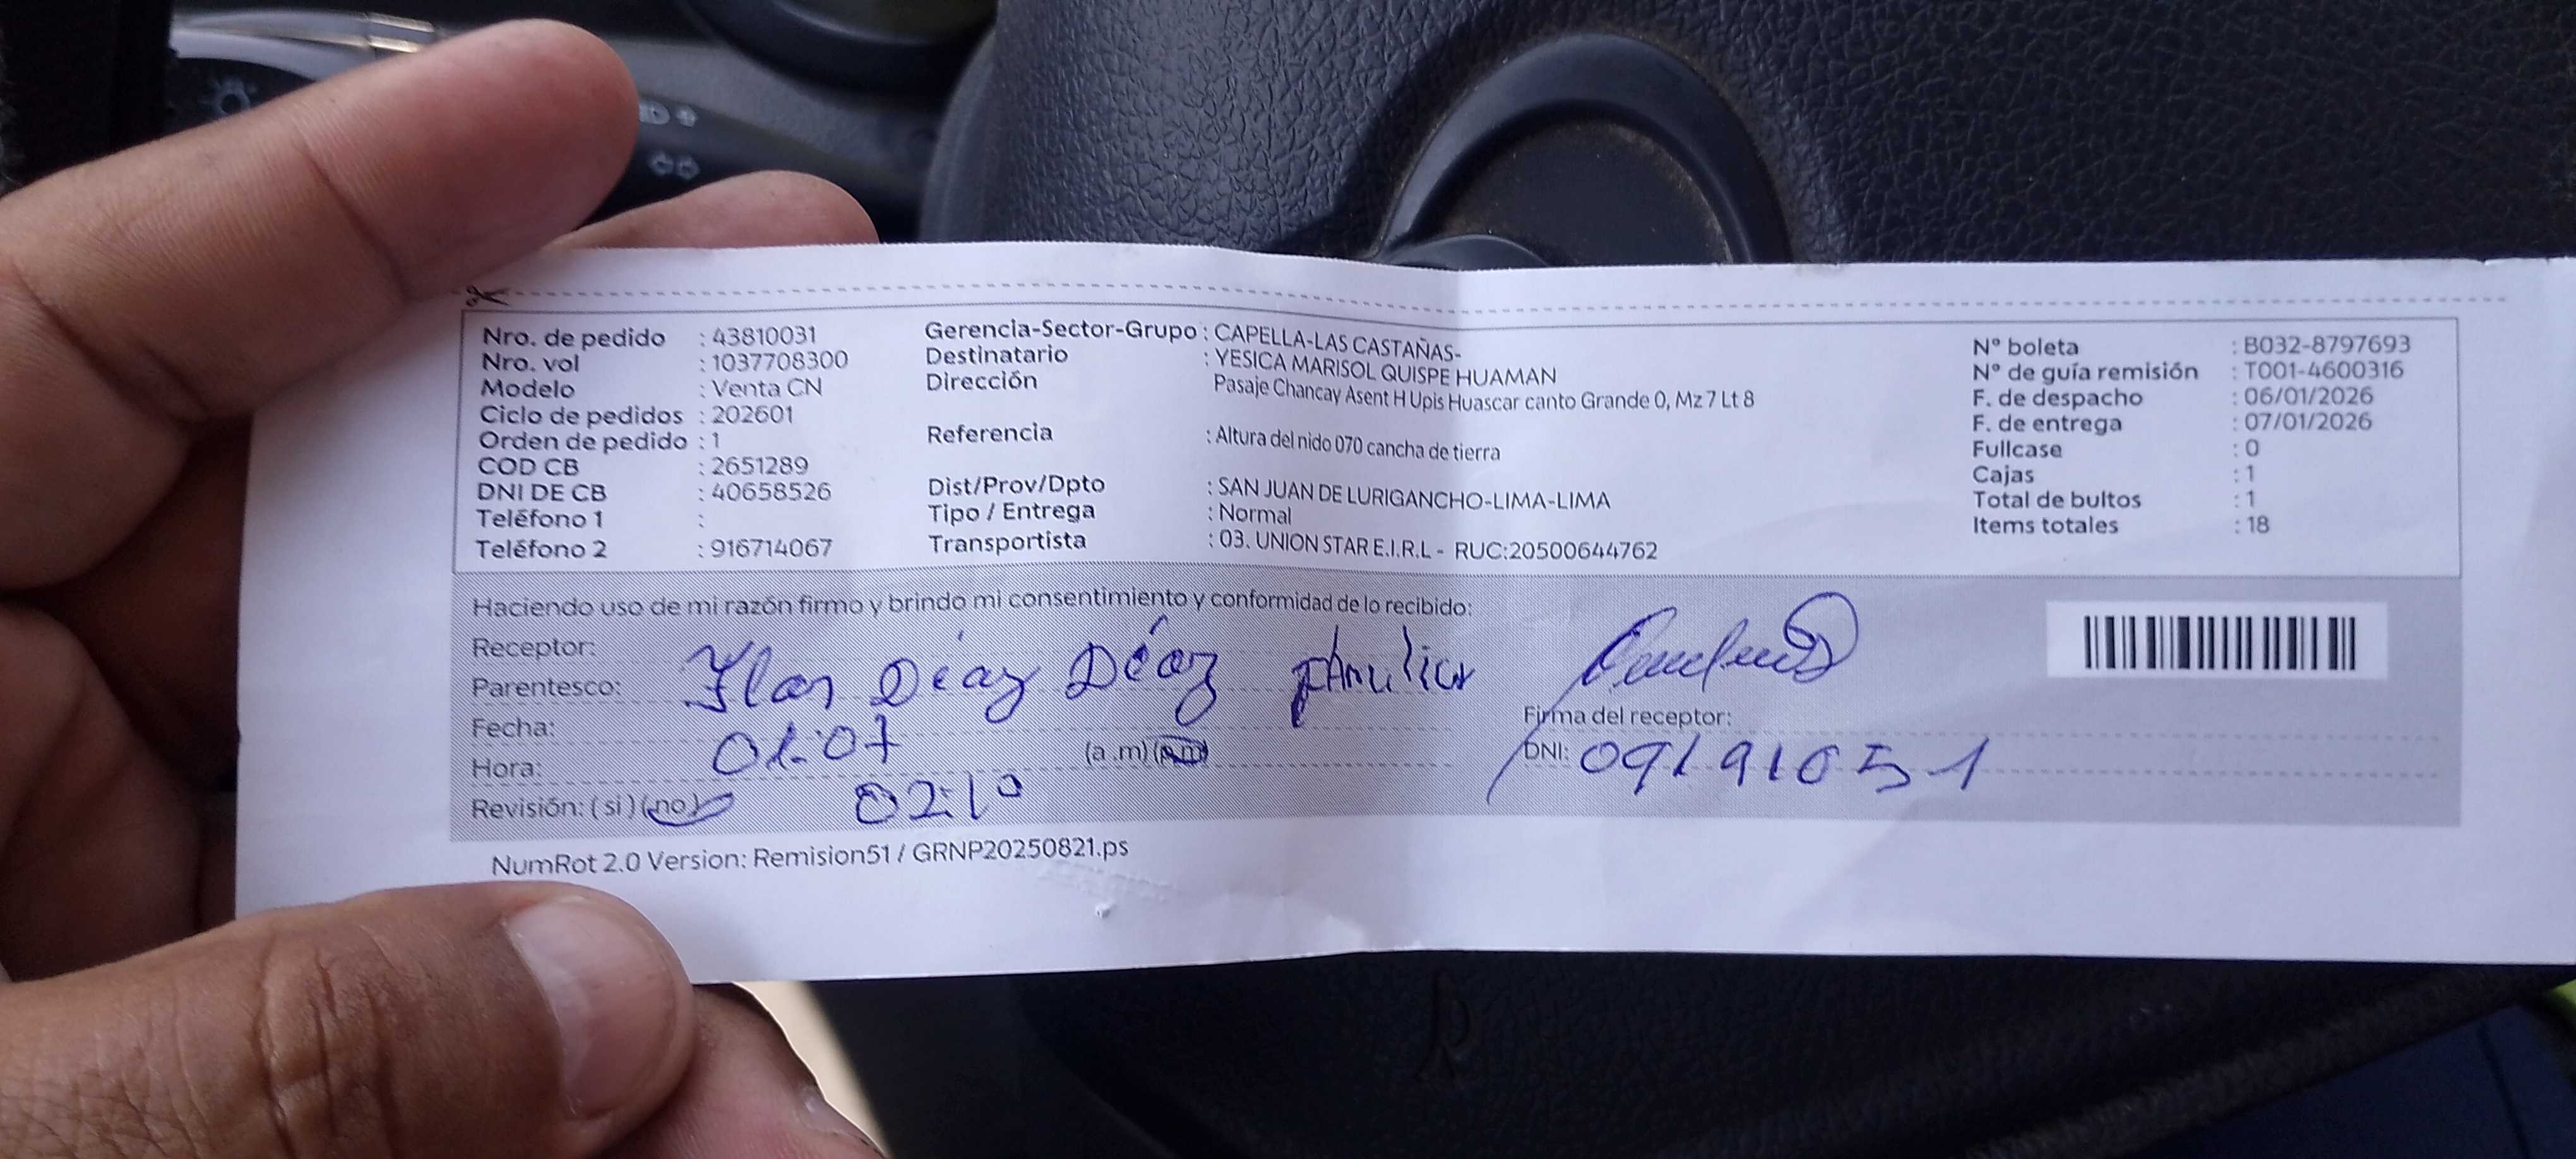 Nro. de pedido : 43810031
Nro. vol : 1037708300
Modelo : Venta CN
Ciclo de pedidos : 202601
Orden de pedido : 1
COD CB : 2651289
DNI DE CB : 40658526
Teléfono 1 :
Teléfono 2 : 916714067
Gerencia-Sector-Grupo : CAPELLA-LAS CASTAÑAS-
Destinatario : YESICA MARISOL QUISPE HUAMAN
Dirección Pasaje Chancay Asent H Upis Huascar canto Grande 0, Mz 7 Lt 8
Referencia : Altura del nido 070 cancha de tierra
Dist/Prov/Dpto : SAN JUAN DE LURIGANCHO-LIMA-LIMA
Tipo / Entrega : Normal
Transportista : 03. UNION STAR E.I.R.L - RUC:20500644762
N° boleta : B032-8797693
N° de guía remisión : T001-4600316
F. de despacho : 06/01/2026
F. de entrega : 07/01/2026
Fullcase : 0
Cajas : 1
Total de bultos : 1
Items totales : 18
Haciendo uso de mi razón firmo y brindo mi consentimiento y conformidad de lo recibido:
Receptor:
Parentesco: Díaz Díaz
Fecha: 01.07
Hora: (a.m) (p.m)
Revisión: (si) (no) 02:10
Firma del receptor:
DNI: 09191051
NumRot 2.0 Version: Remision51 / GRNP20250821.ps